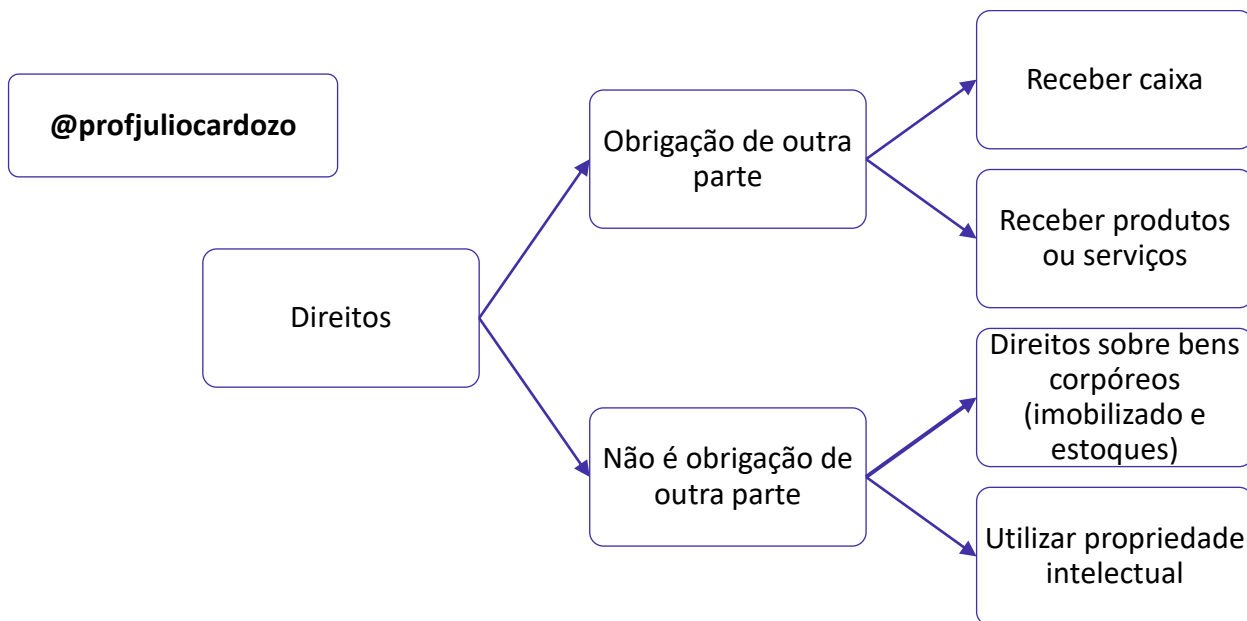 @profjuliocardozo
Direitos
Obrigação de outra
parte
Receber caixa
Receber produtos
ou serviços
Não é obrigação de
outra parte
Direitos sobre bens
corpóreos
(imobilizado e
estoques)
Utilizar propriedade
intelectual